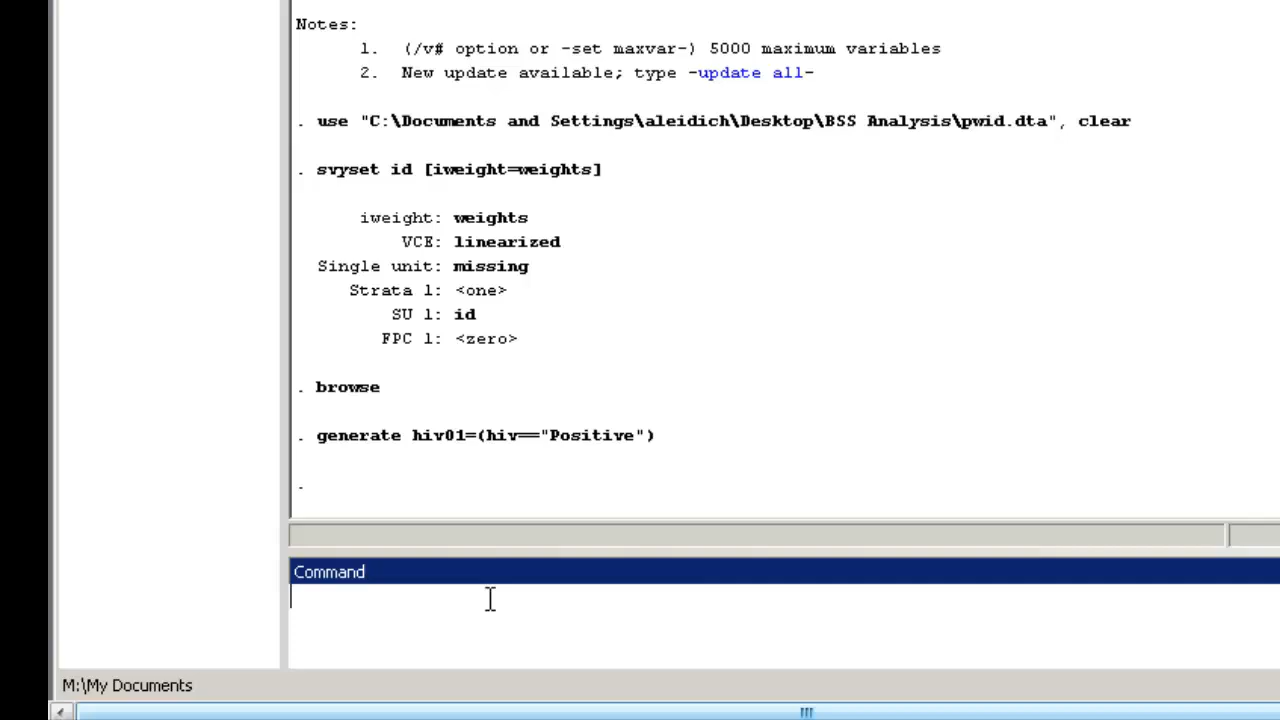 Notes:
1. (/v# option or -set maxvar-) 5000 maximum variables
2. New update available; type -update all-
. use "C:\Documents and Settings\aleidich\Desktop\BSS Analysis\pwid.dta", clear
. svyset id [iweight=weights]
iweight: weights
VCE: linearized
Single unit: missing
Strata 1: <one>
SU 1: id
FPC 1: <zero>
. browse
. generate hiv01=(hiv=="Positive")
.
Command
M:\My Documents